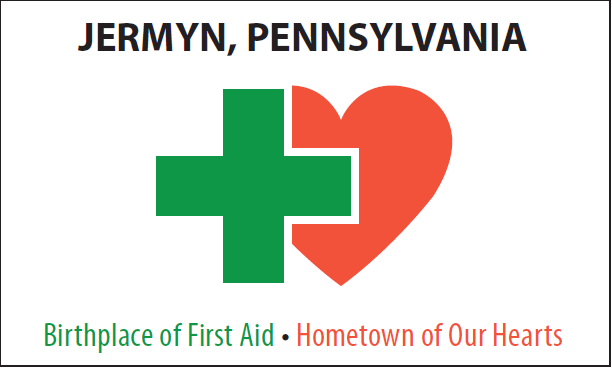 JERMYN, PENNSYLVANIA
Birthplace of First Aid • Hometown of Our Hearts